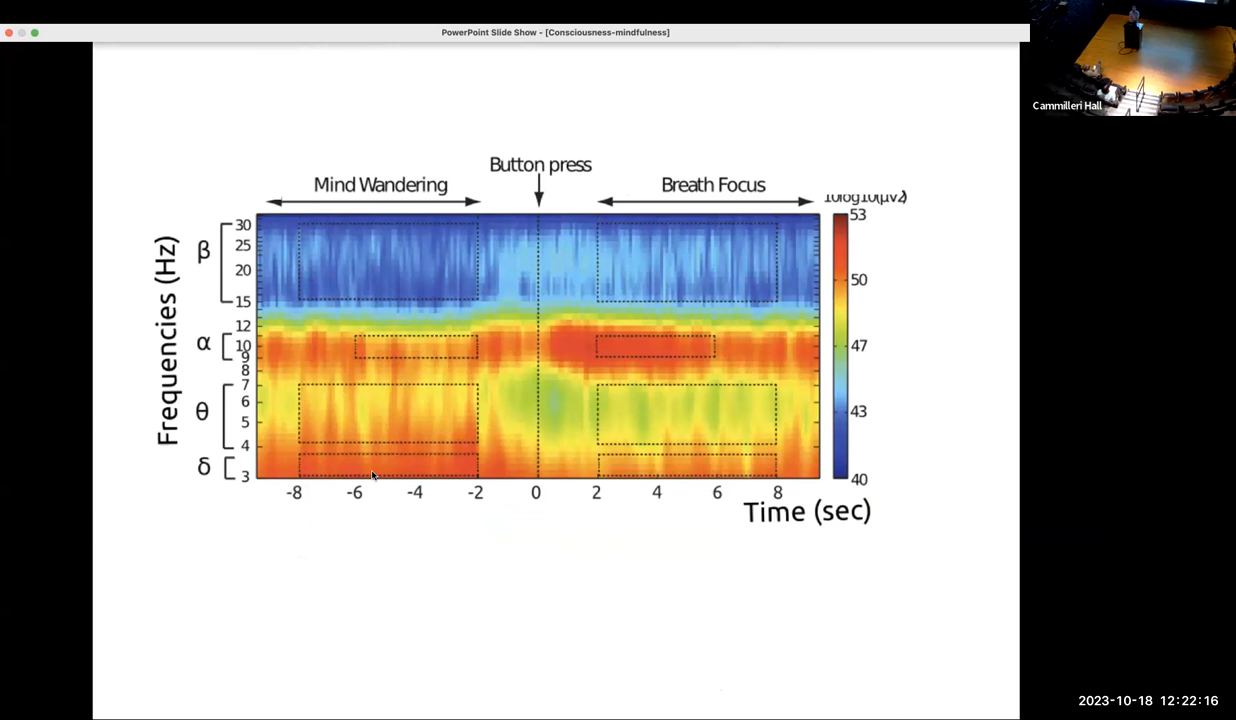 PowerPoint Slide Show - [Consciousness-mindfulness]
Cammilleri Hall
Button press
Mind Wandering
Breath Focus
10log10(μV2)
Frequencies (Hz)
β
α
θ
δ
30
25
20
15
12
10
9
8
7
6
5
4
3
53
50
47
43
40
-8
-6
-4
-2
0
2
4
6
8
Time (sec)
2023-10-18 12:22:16